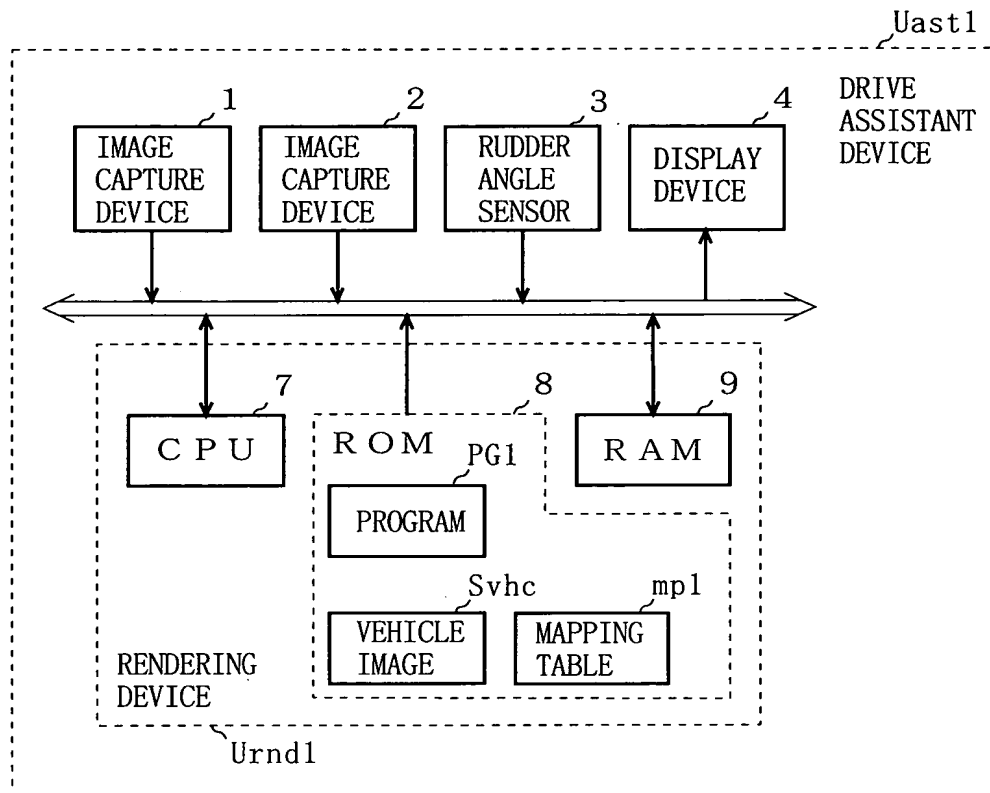 Uast1
DRIVE
ASSISTANT
DEVICE
1
IMAGE
CAPTURE
DEVICE
2
IMAGE
CAPTURE
DEVICE
3
RUDDER
ANGLE
SENSOR
4
DISPLAY
DEVICE
7
CPU
8
ROM
9
RAM
PG1
PROGRAM
Svhc
VEHICLE
IMAGE
mp1
MAPPING
TABLE
RENDERING
DEVICE
Urnd1